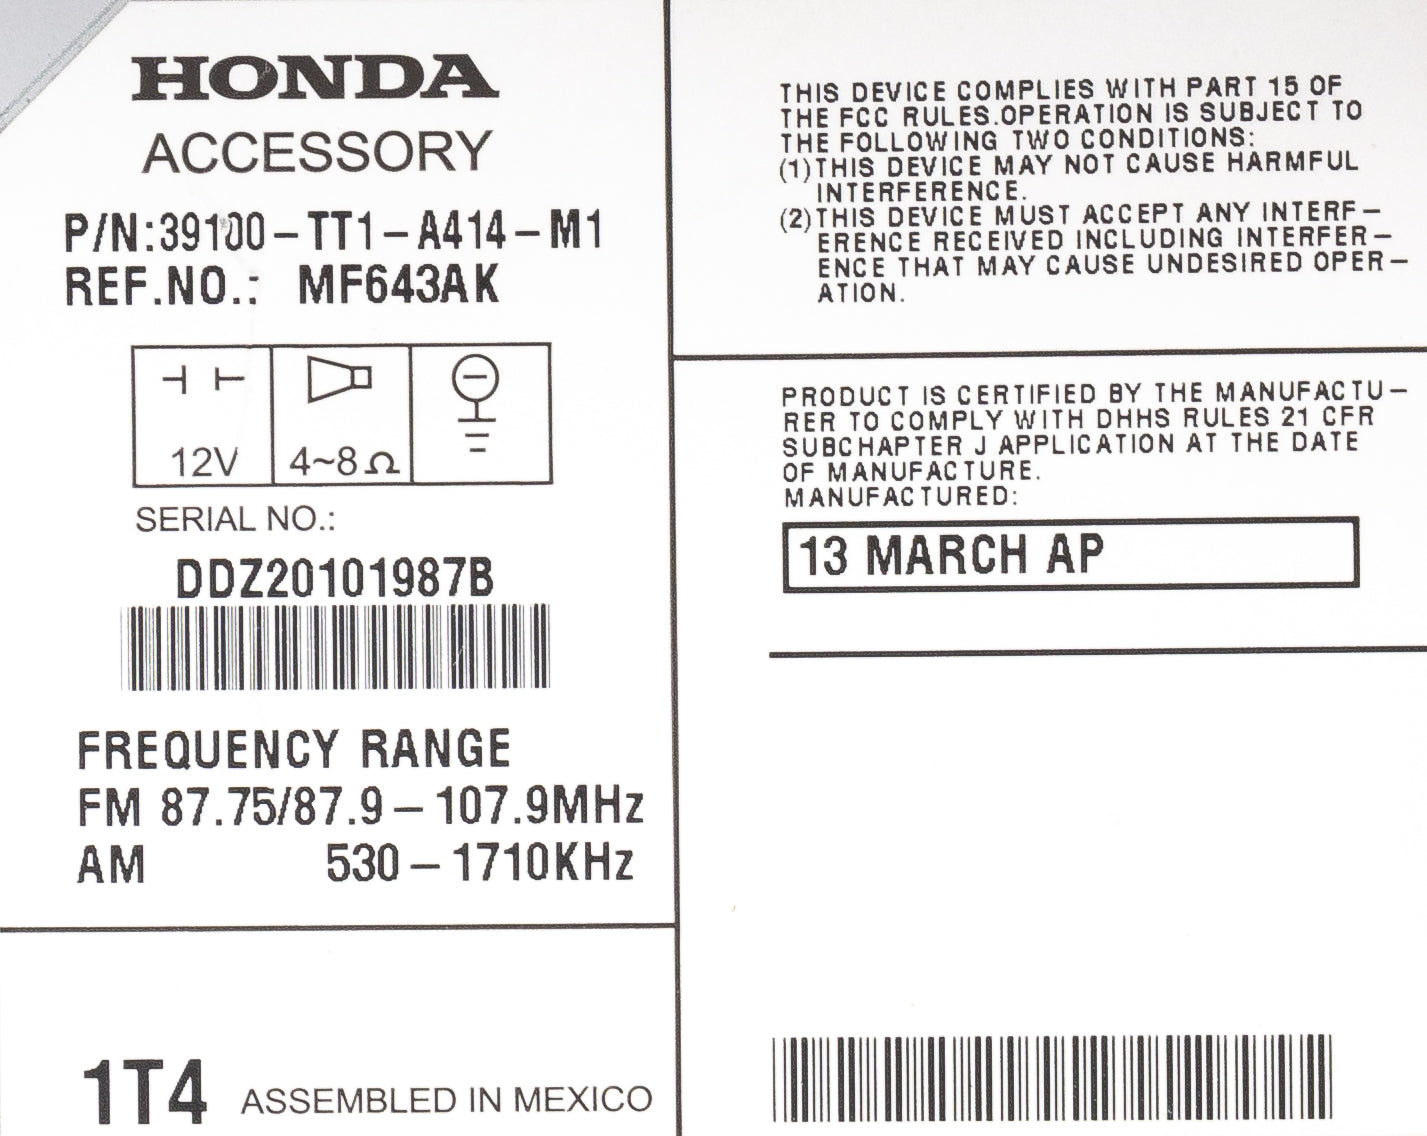 HONDA
ACCESSORY
P/N:39100-TT1-A414-M1
REF.NO.: MF643AK
12V
4~8Ω
SERIAL NO.:
DDZ20101987B
FREQUENCY RANGE
FM 87.75/87.9-107.9MHz
AM 530-1710KHz
1T4 ASSEMBLED IN MEXICO
THIS DEVICE COMPLIES WITH PART 15 OF
THE FCC RULES.OPERATION IS SUBJECT TO
THE FOLLOWING TWO CONDITIONS:
(1)THIS DEVICE MAY NOT CAUSE HARMFUL
INTERFERENCE.
(2)THIS DEVICE MUST ACCEPT ANY INTERF-
ERENCE RECEIVED INCLUDING INTERFER-
ENCE THAT MAY CAUSE UNDESIRED OPER-
ATION.
PRODUCT IS CERTIFIED BY THE MANUFACTU-
RER TO COMPLY WITH DHHS RULES 21 CFR
SUBCHAPTER J APPLICATION AT THE DATE
OF MANUFACTURE.
MANUFACTURED:
13 MARCH AP